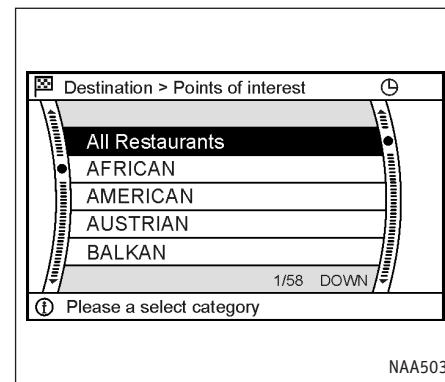 Destination > Points of interest
All Restaurants
AFRICAN
AMERICAN
AUSTRIAN
BALKAN
1/58 DOWN
Please a select category
NAA503